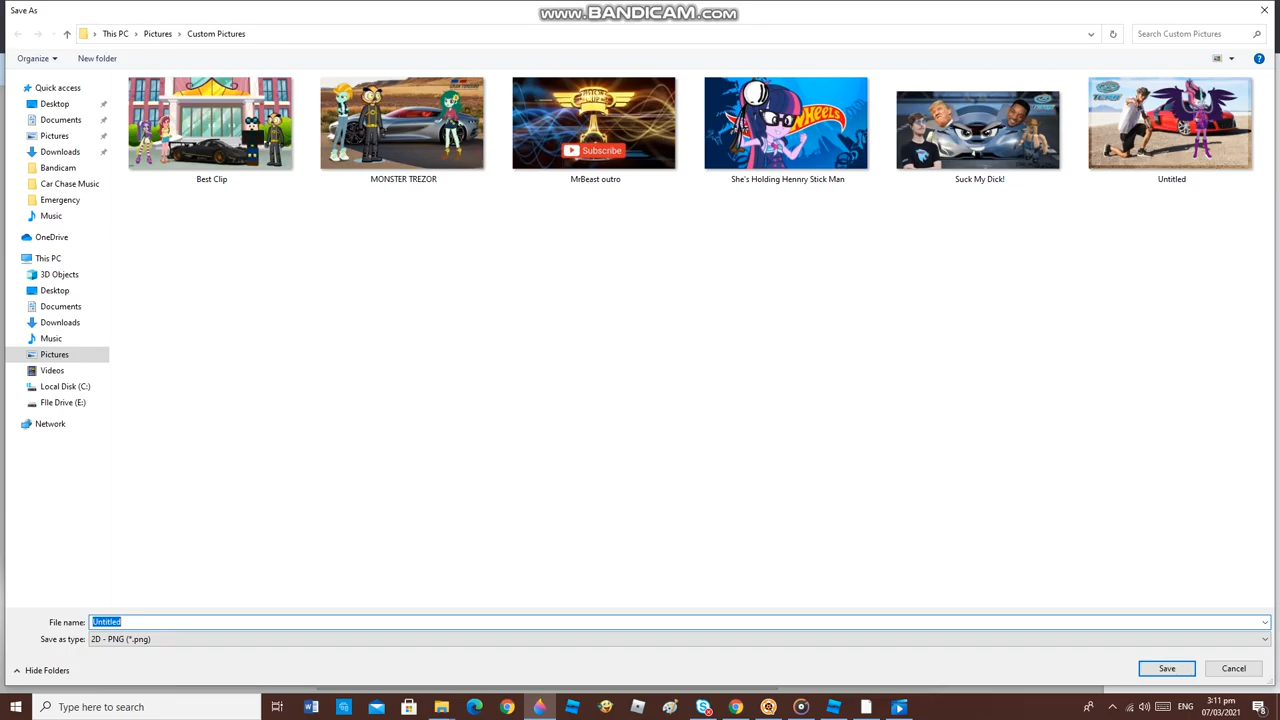 Save As
www.BANDICAM.com
This PC
Pictures
Custom Pictures
Search Custom Pictures
Organize
New folder
Quick access
Desktop
Documents
Pictures
Downloads
Bandicam
Car Chase Music
Emergency
Music
OneDrive
This PC
3D Objects
Desktop
Documents
Downloads
Music
Pictures
Videos
Local Disk (C:)
FIle Drive (E:)
Network
Subscribe
WHEELS
Best Clip
MONSTER TREZOR
MrBeast outro
She's Holding Hennry Stick Man
Suck My Dick!
Untitled
File name:
Untitled
Save as type:
2D - PNG (*.png)
Hide Folders
Save
Cancel
Type here to search
ENG
3:11 pm
07/03/2021